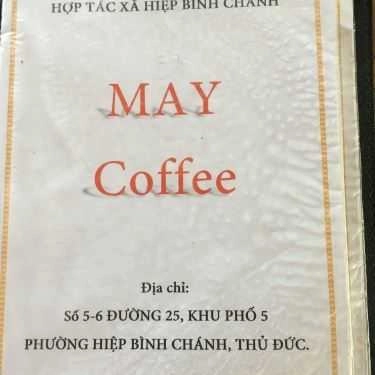 HỢP TÁC XÃ HIỆP BÌNH CHÁNH
MAY
Coffee
Địa chỉ:
Số 5-6 ĐƯỜNG 25, KHU PHỐ 5
PHƯỜNG HIỆP BÌNH CHÁNH, THỦ ĐỨC.